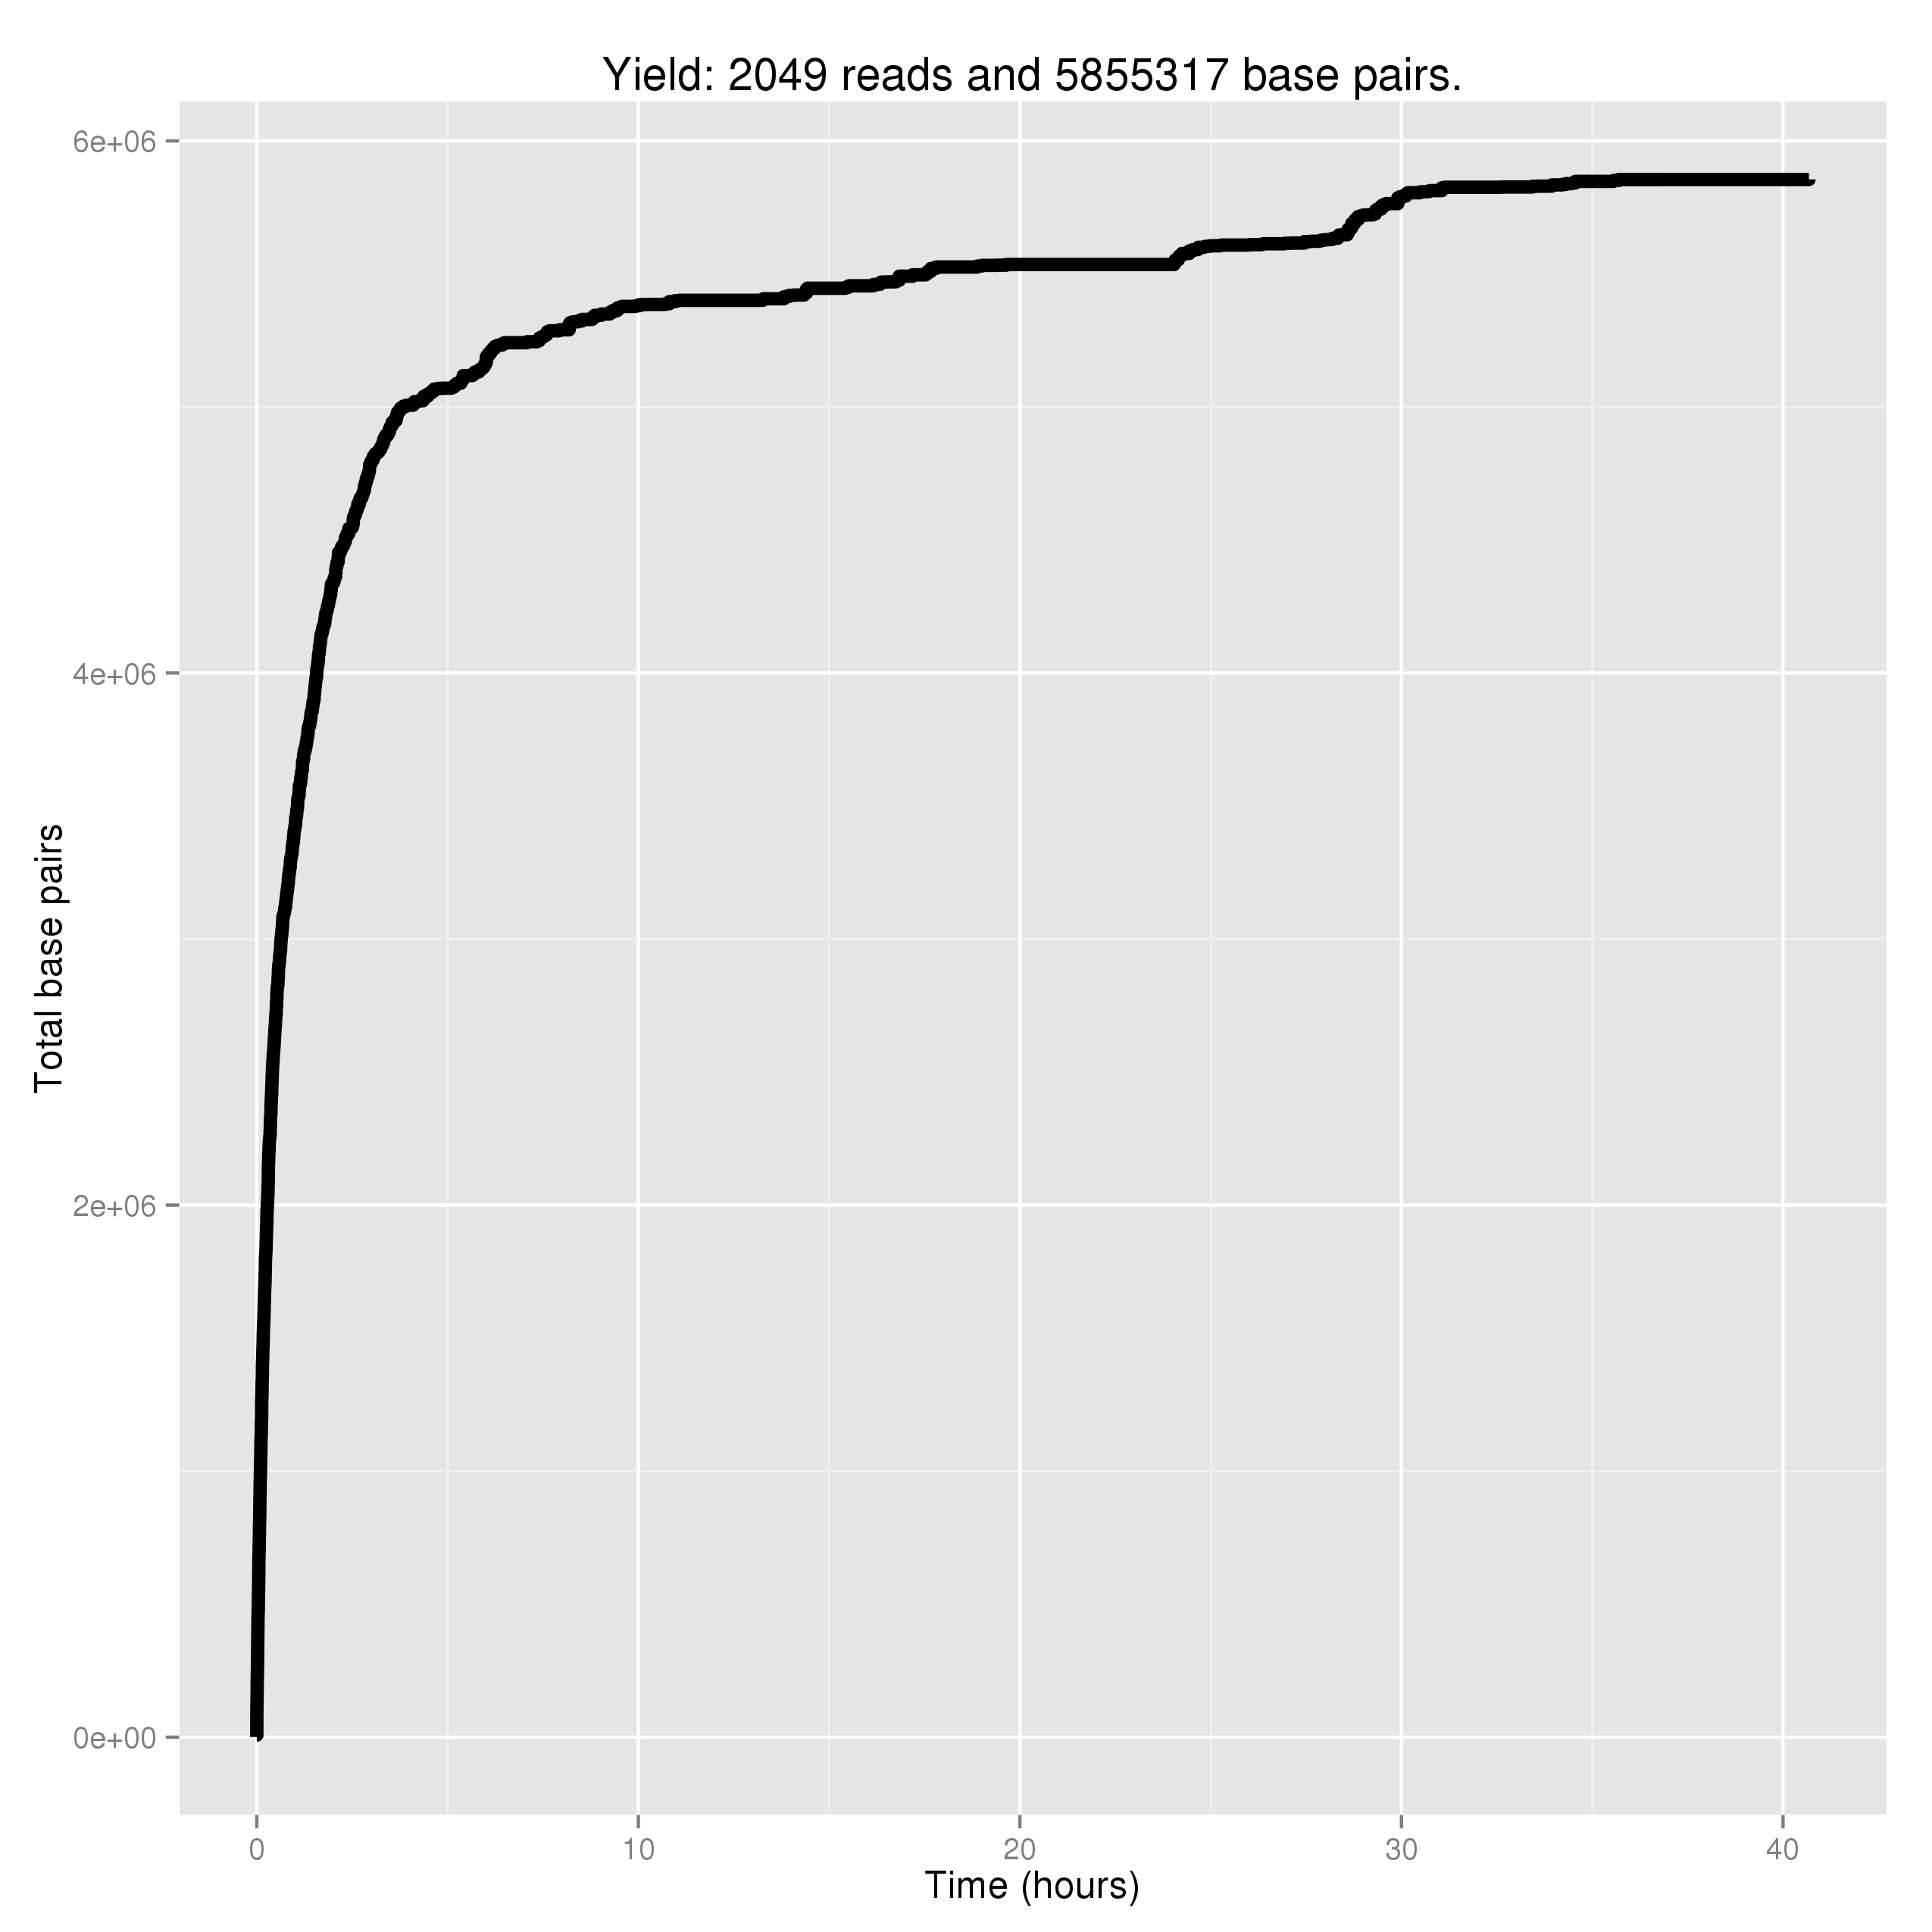 Yield: 2049 reads and 5855317 base pairs.
6e+06
4e+06
2e+06
0e+00
Total base pairs
0
10
20
30
40
Time (hours)